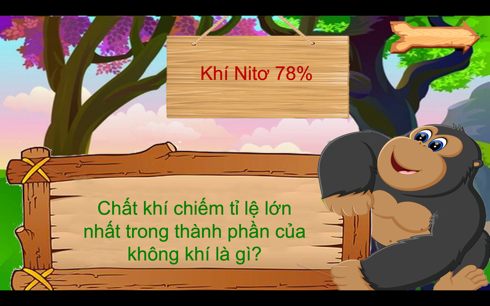 Khí Nitơ 78%
Chất khí chiếm tỉ lệ lớn
nhất trong thành phần của
không khí là gì?